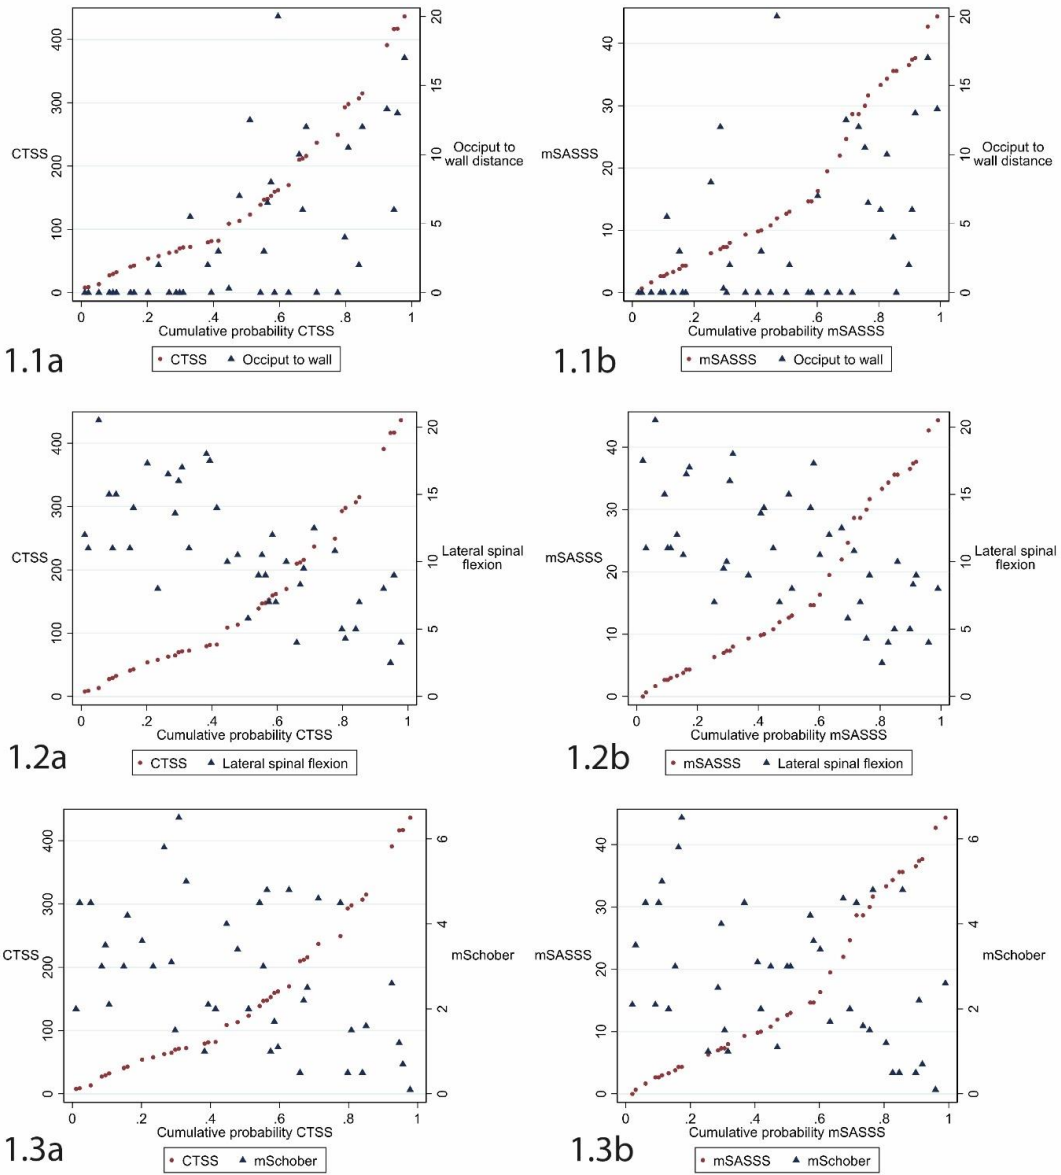 400
300
200
100
0
CTSS
20
15
10
5
0
Occiput to
wall distance
0 .2 .4 .6 .8 1
Cumulative probability CTSS
CTSS Occiput to wall
1.1a
40
30
20
10
0
mSASSS
20
15
10
5
0
Occiput to
wall distance
0 .2 .4 .6 .8 1
Cumulative probability mSASSS
mSASSS Occiput to wall
1.1b
400
300
200
100
0
CTSS
20
15
10
5
0
Lateral spinal
flexion
0 .2 .4 .6 .8 1
Cumulative probability CTSS
CTSS Lateral spinal flexion
1.2a
40
30
20
10
0
mSASSS
20
15
10
5
0
Lateral spinal
flexion
0 .2 .4 .6 .8 1
Cumulative probability mSASSS
mSASSS Lateral spinal flexion
1.2b
400
300
200
100
0
CTSS
6
4
2
0
mSchober
0 .2 .4 .6 .8 1
Cumulative probability CTSS
CTSS mSchober
1.3a
40
30
20
10
0
mSASSS
6
4
2
0
mSchober
0 .2 .4 .6 .8 1
Cumulative probability mSASSS
mSASSS mSchober
1.3b